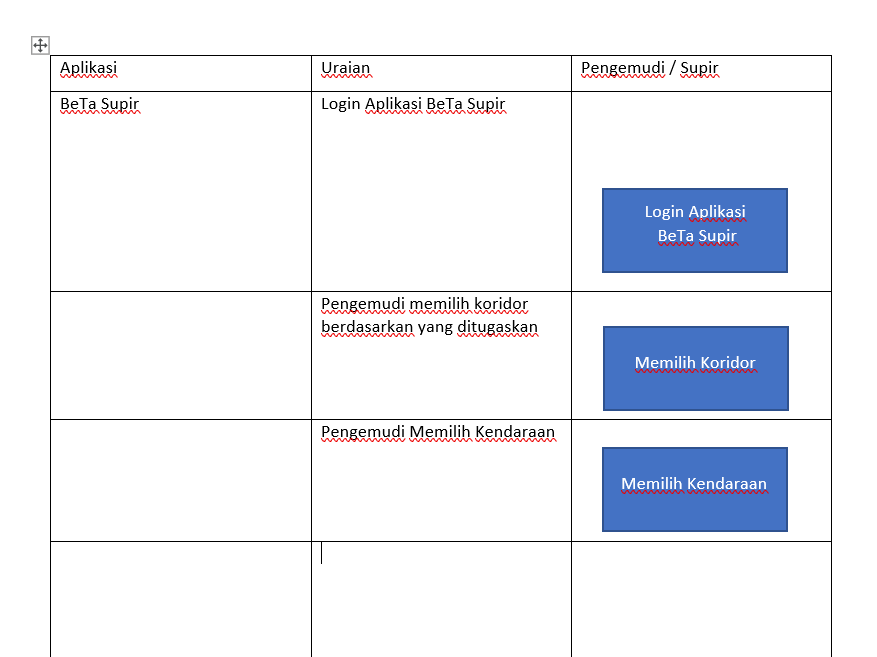 Aplikasi
Uraian
Pengemudi / Supir
BeTa Supir
Login Aplikasi BeTa Supir
Login Aplikasi
BeTa Supir
Pengemudi memilih koridor
berdasarkan yang ditugaskan
Memilih Koridor
Pengemudi Memilih Kendaraan
Memilih Kendaraan